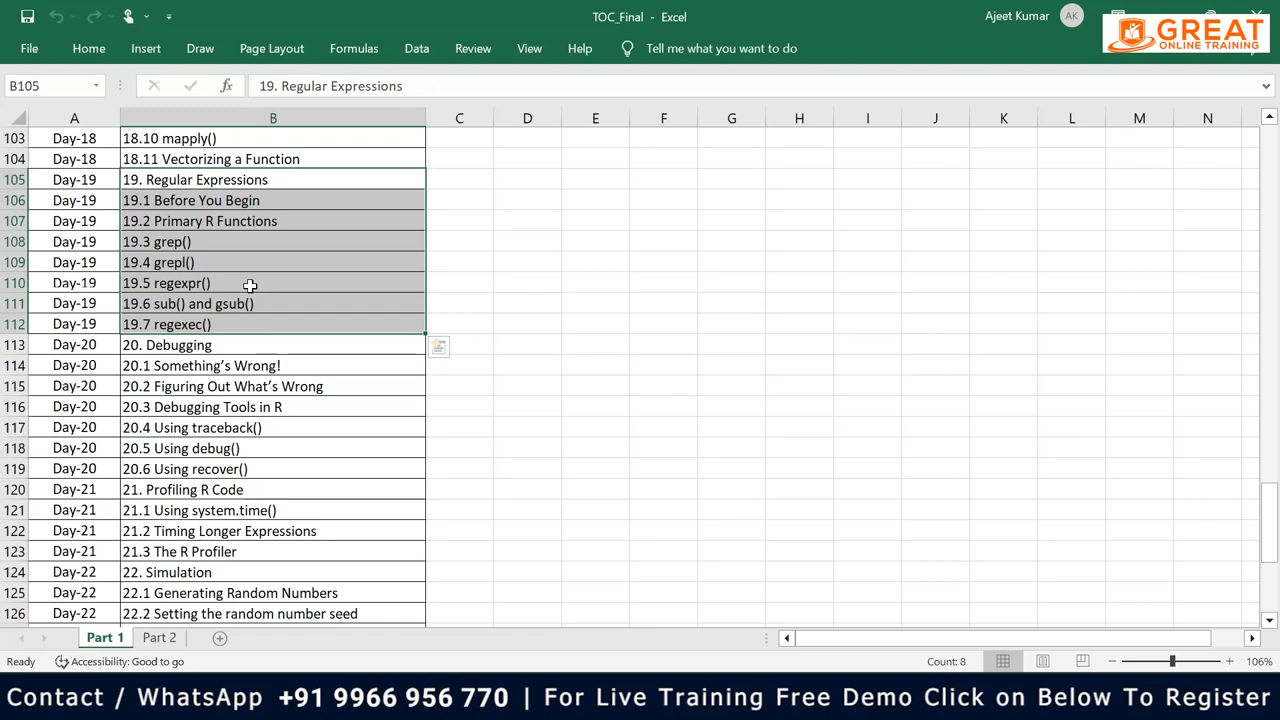 TOC_Final - Excel
Ajeet Kumar AK
GREAT
ONLINE TRAINING
File Home Insert Draw Page Layout Formulas Data Review View Help Tell me what you want to do
B105 fx 19. Regular Expressions
A B C D E F G H I J K L M N
103 Day-18 18.10 mapply()
104 Day-18 18.11 Vectorizing a Function
105 Day-19 19. Regular Expressions
106 Day-19 19.1 Before You Begin
107 Day-19 19.2 Primary R Functions
108 Day-19 19.3 grep()
109 Day-19 19.4 grepl()
110 Day-19 19.5 regexpr()
111 Day-19 19.6 sub() and gsub()
112 Day-19 19.7 regexec()
113 Day-20 20. Debugging
114 Day-20 20.1 Something’s Wrong!
115 Day-20 20.2 Figuring Out What’s Wrong
116 Day-20 20.3 Debugging Tools in R
117 Day-20 20.4 Using traceback()
118 Day-20 20.5 Using debug()
119 Day-20 20.6 Using recover()
120 Day-21 21. Profiling R Code
121 Day-21 21.1 Using system.time()
122 Day-21 21.2 Timing Longer Expressions
123 Day-21 21.3 The R Profiler
124 Day-22 22. Simulation
125 Day-22 22.1 Generating Random Numbers
126 Day-22 22.2 Setting the random number seed
Part 1 Part 2
Ready Accessibility: Good to go Count: 8 106%
Contact / WhatsApp +91 9966 956 770 | For Live Training Free Demo Click on Below To Register